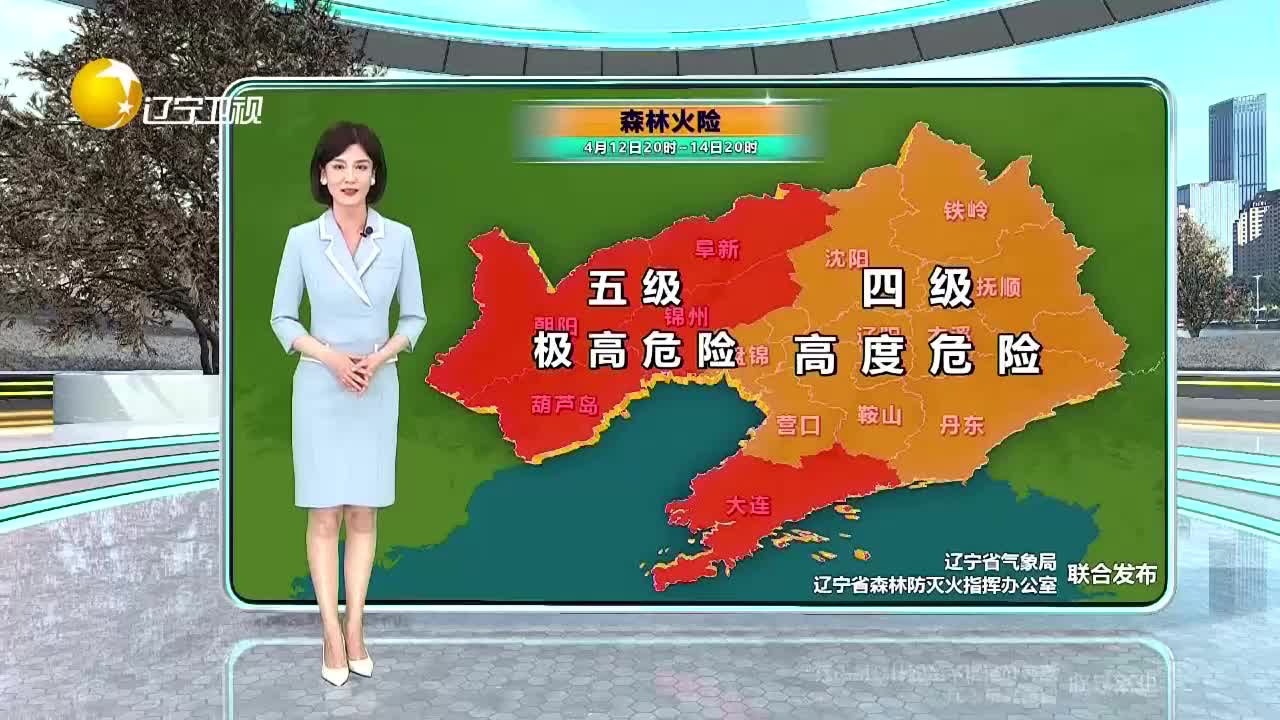 辽宁卫视
森林火险
4月12日20时-14日20时
铁岭
阜新
沈阳
五级
四级
抚顺
锦州
朝阳
极高危险
高度危险
盘锦
葫芦岛
营口
鞍山
丹东
大连
辽宁省气象局
辽宁省森林防灭火指挥办公室
联合发布